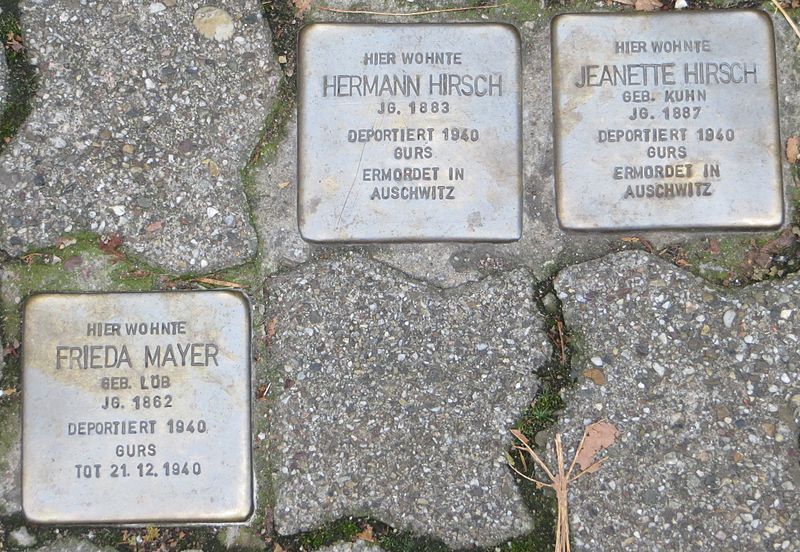 HIER WOHNTE
HERMANN HIRSCH
JG. 1883
DEPORTIERT 1940
GURS
ERMORDET IN
AUSCHWITZ
HIER WOHNTE
JEANETTE HIRSCH
GEB. KUHN
JG. 1887
DEPORTIERT 1940
GURS
ERMORDET IN
AUSCHWITZ
HIER WOHNTE
FRIEDA MAYER
GEB. LÖB
JG. 1862
DEPORTIERT 1940
GURS
TOT 21.12.1940